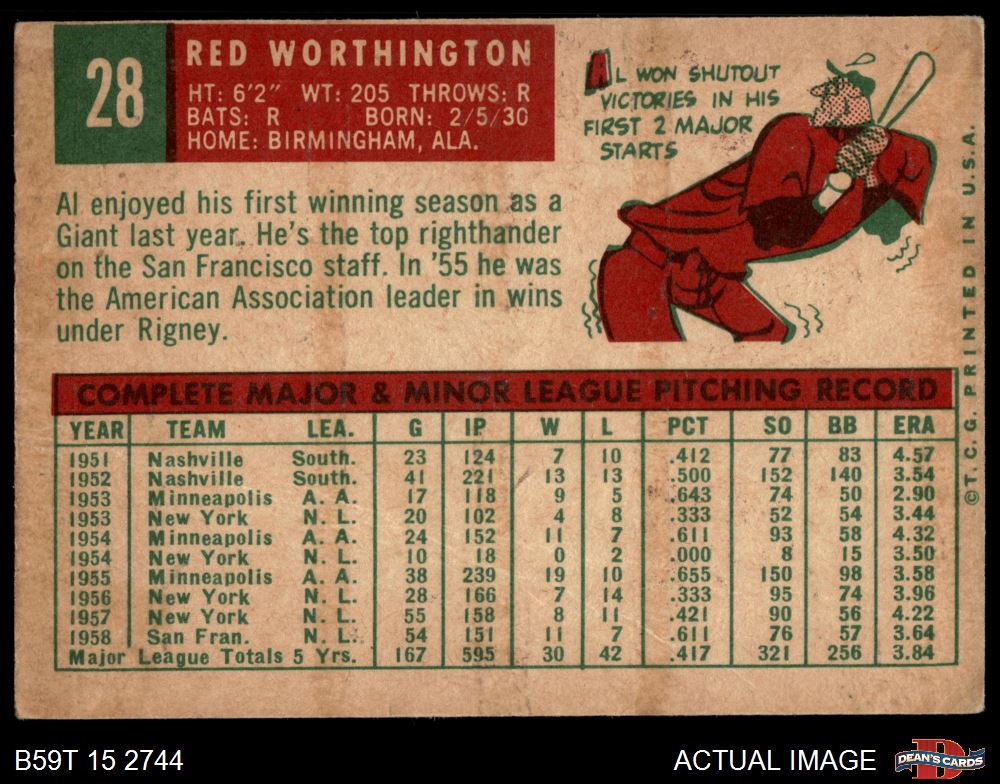 28
RED WORTHINGTON
HT: 6'2" WT: 205 THROWS: R
BATS: R BORN: 2/5/30
HOME: BIRMINGHAM, ALA.
AL WON SHUTOUT
VICTORIES IN HIS
FIRST 2 MAJOR
STARTS
Al enjoyed his first winning season as a
Giant last year. He's the top righthander
on the San Francisco staff. In '55 he was
the American Association leader in wins
under Rigney.
COMPLETE MAJOR & MINOR LEAGUE PITCHING RECORD
YEAR TEAM LEA. G IP W L PCT SO BB ERA
1951 Nashville South. 23 124 7 10 .412 77 83 4.57
1952 Nashville South. 41 221 13 13 .500 152 140 3.54
1953 Minneapolis A. A. 17 118 9 5 .643 74 50 2.90
1953 New York N. L. 20 102 4 8 .333 52 54 3.44
1954 Minneapolis A. A. 24 152 11 7 .611 93 58 4.32
1954 New York N. L. 10 18 0 2 .000 8 15 3.50
1955 Minneapolis A. A. 38 239 19 10 .655 150 98 3.58
1956 New York N. L. 28 166 7 14 .333 95 74 3.96
1957 New York N. L. 55 158 8 11 .421 90 56 4.22
1958 San Fran. N. L. 54 151 11 7 .611 76 57 3.64
Major League Totals 5 Yrs. 167 595 30 42 .417 321 256 3.84
©T. C. G. PRINTED IN U.S.A.
B59T 15 2744
ACTUAL IMAGE
D
DEAN'S CARDS